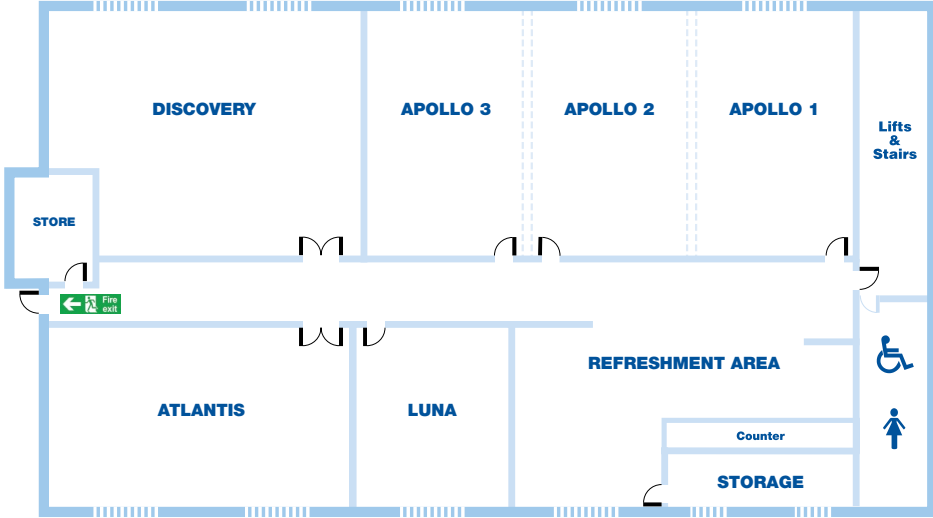 DISCOVERY
APOLLO 3
APOLLO 2
APOLLO 1
Lifts
&
Stairs
STORE
Fire
exit
REFRESHMENT AREA
ATLANTIS
LUNA
Counter
STORAGE